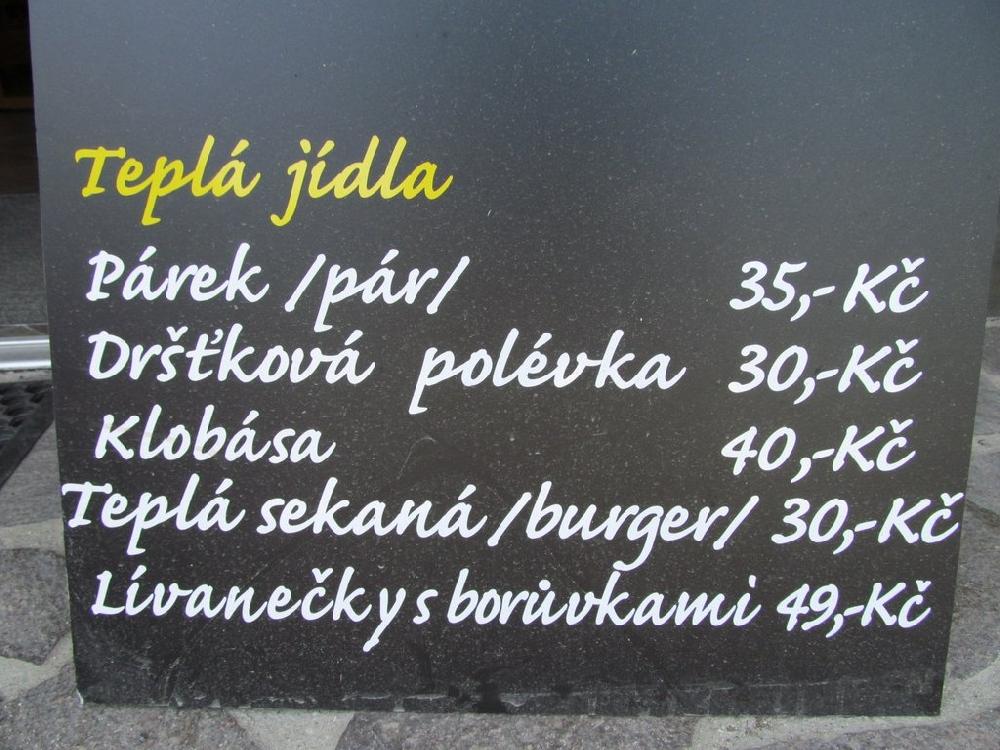 Teplá jídla
Párek /pár/ 35,-Kč
Dršťková polévka 30,-Kč
Klobása 40,-Kč
Teplá sekaná /burger/ 30,-Kč
Lívanečky s borůvkami 49,-Kč